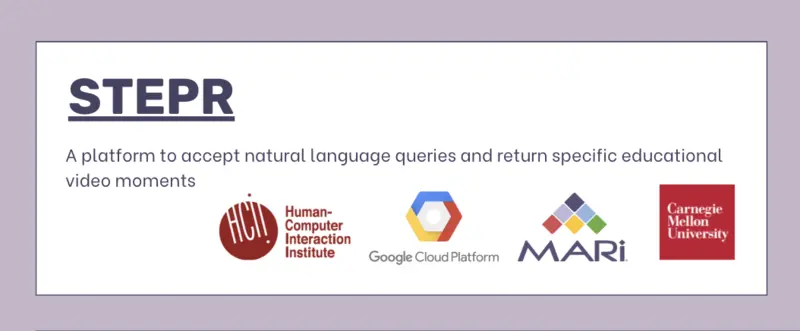 STEPR
A platform to accept natural language queries and return specific educational
video moments
HCII
Human-
Computer
Interaction
Institute
Google Cloud Platform
MARi
Carnegie
Mellon
University